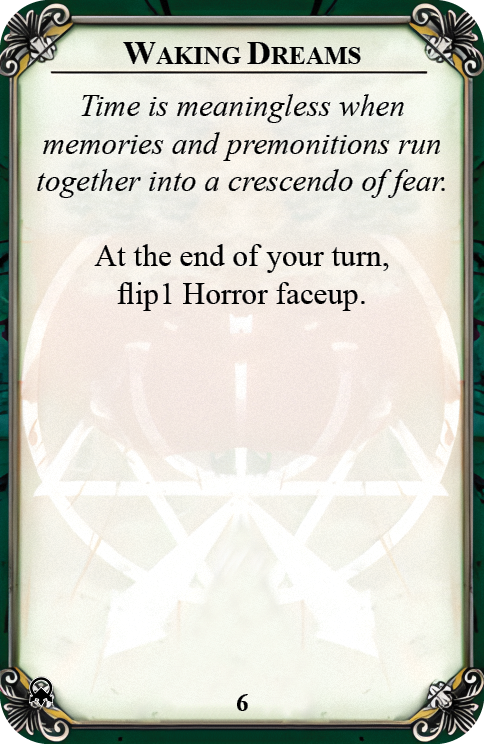 WAKING DREAMS
Time is meaningless when
memories and premonitions run
together into a crescendo of fear.
At the end of your turn,
flip1 Horror faceup.
6